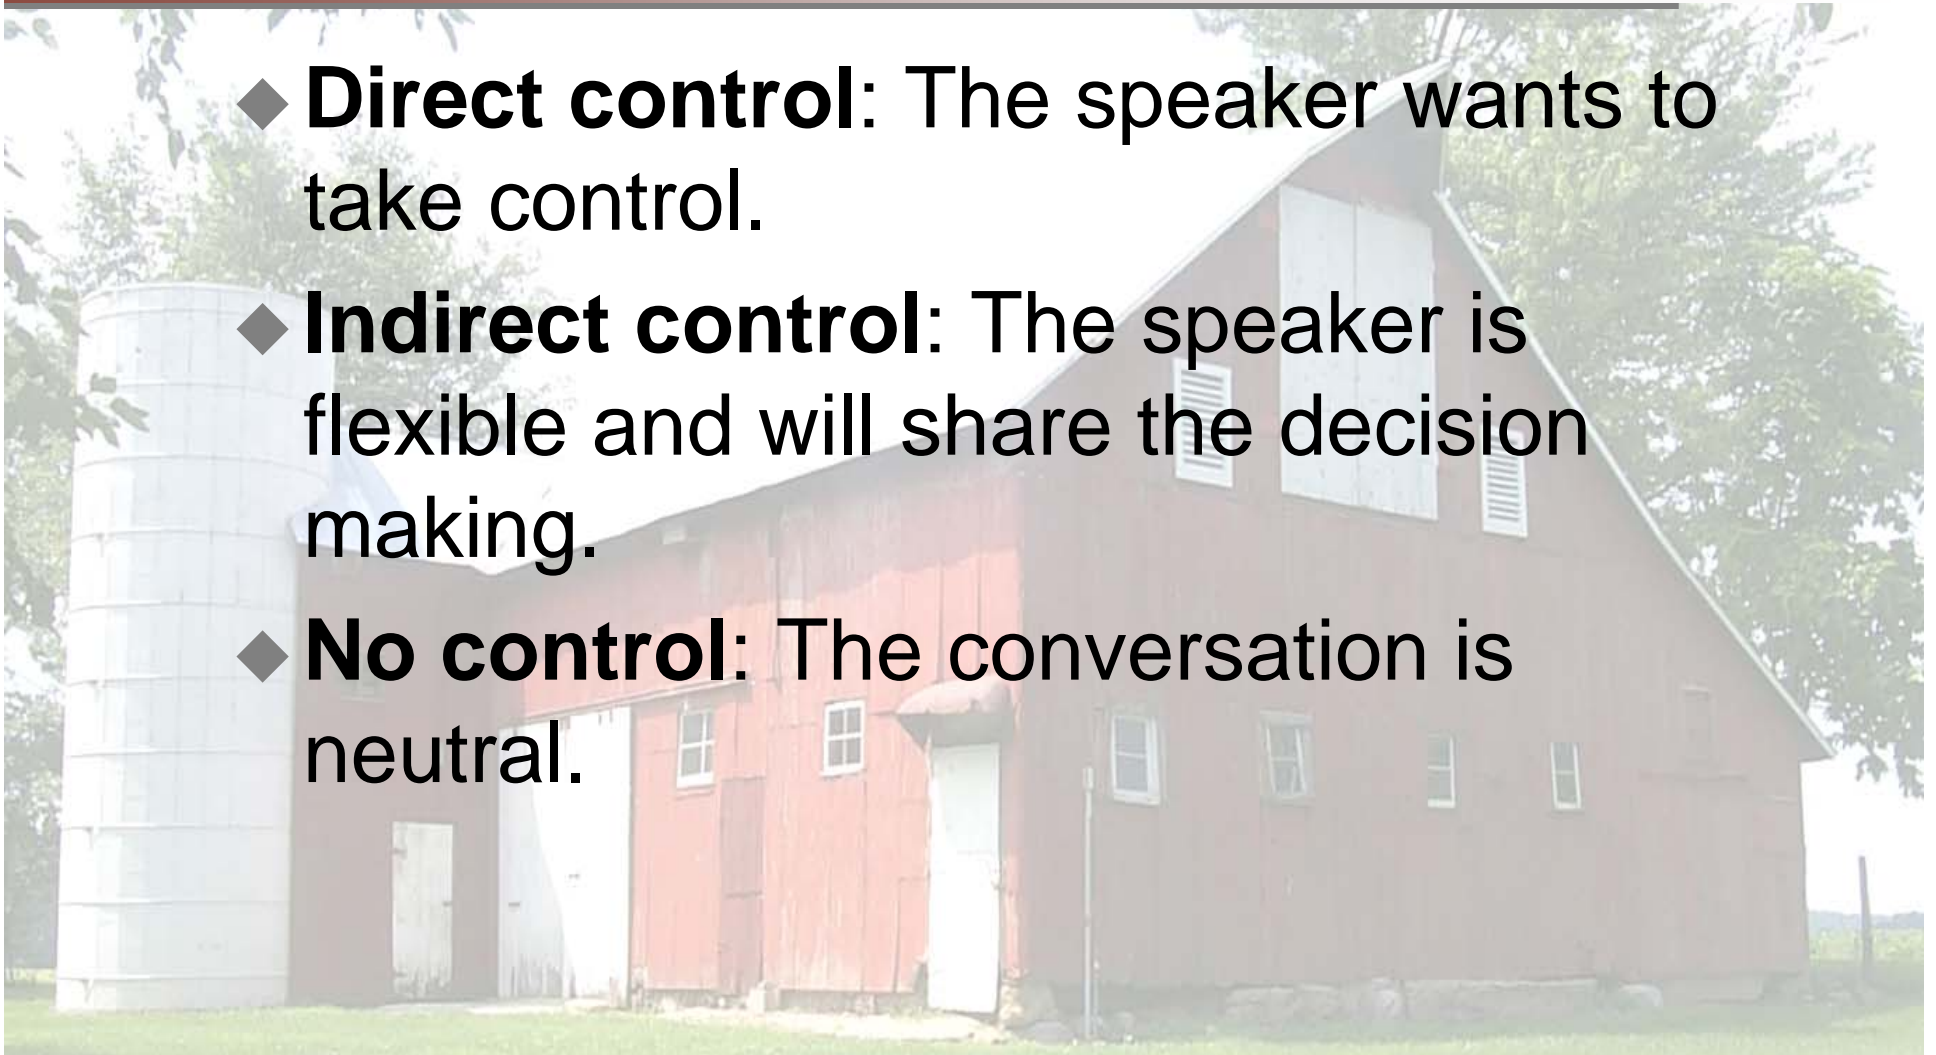 Direct control: The speaker wants to
take control.
Indirect control: The speaker is
flexible and will share the decision
making.
No control: The conversation is
neutral.